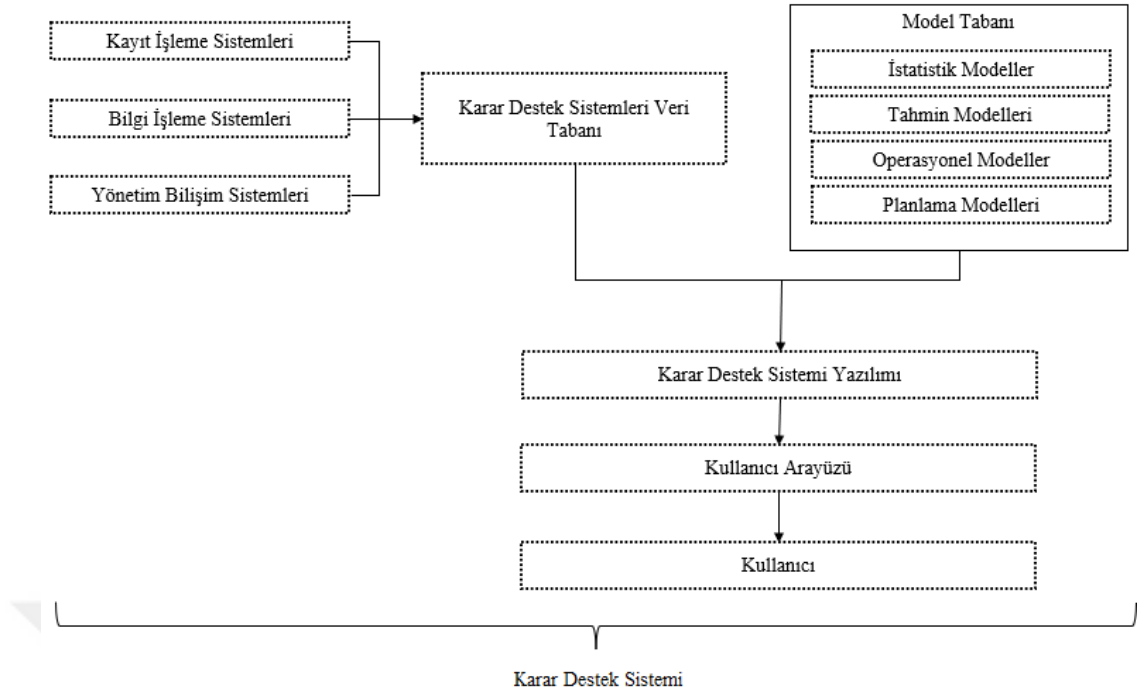 Kayıt İşleme Sistemleri
Bilgi İşleme Sistemleri
Yönetim Bilişim Sistemleri
Karar Destek Sistemleri Veri
Tabanı
Model Tabanı
İstatistik Modeller
Tahmin Modelleri
Operasyonel Modeller
Planlama Modelleri
Karar Destek Sistemi Yazılımı
Kullanıcı Arayüzü
Kullanıcı
Karar Destek Sistemi